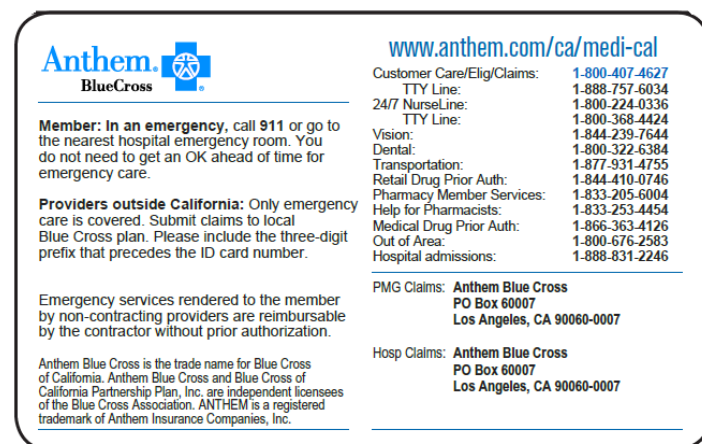 Anthem.
BlueCross
Member: In an emergency, call 911 or go to
the nearest hospital emergency room. You
do not need to get an OK ahead of time for
emergency care.
Providers outside California: Only emergency
care is covered. Submit claims to local
Blue Cross plan. Please include the three-digit
prefix that precedes the ID card number.
Emergency services rendered to the member
by non-contracting providers are reimbursable
by the contractor without prior authorization.
Anthem Blue Cross is the trade name for Blue Cross
of California. Anthem Blue Cross and Blue Cross of
California Partnership Plan, Inc. are independent licensees
of the Blue Cross Association. ANTHEM is a registered
trademark of Anthem Insurance Companies, Inc.
www.anthem.com/ca/medi-cal
Customer Care/Elig/Claims: 1-800-407-4627
TTY Line: 1-888-757-6034
24/7 NurseLine: 1-800-224-0336
TTY Line: 1-800-368-4424
Vision: 1-844-239-7644
Dental: 1-800-322-6384
Transportation: 1-877-931-4755
Retail Drug Prior Auth: 1-844-410-0746
Pharmacy Member Services: 1-833-205-6004
Help for Pharmacists: 1-833-253-4454
Medical Drug Prior Auth: 1-866-363-4126
Out of Area: 1-800-676-2583
Hospital admissions: 1-888-831-2246
PMG Claims: Anthem Blue Cross
PO Box 60007
Los Angeles, CA 90060-0007
Hosp Claims: Anthem Blue Cross
PO Box 60007
Los Angeles, CA 90060-0007